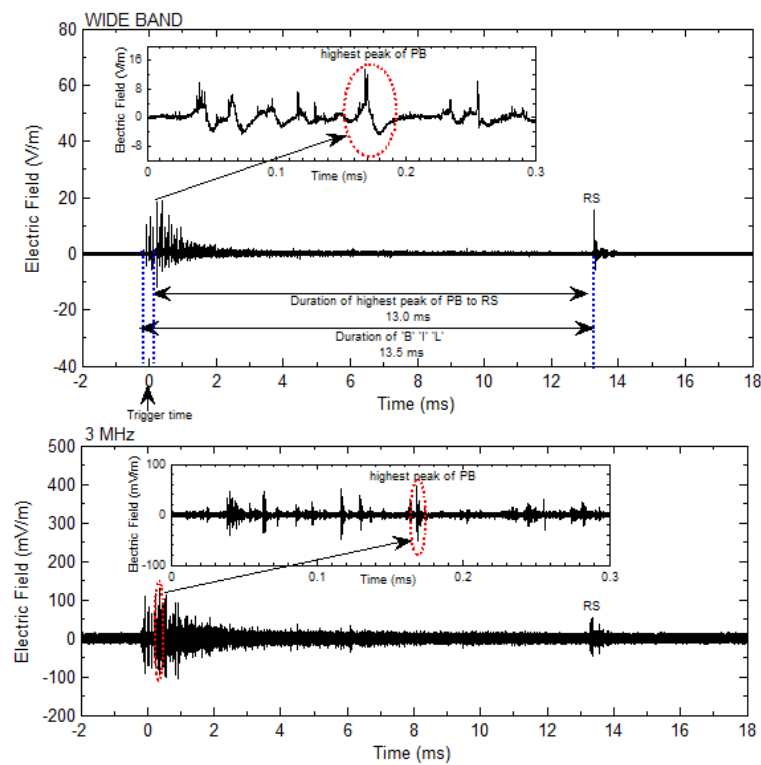 WIDE BAND
80
60
40
20
0
-20
-40
Electric Field (V/m)
highest peak of PB
16
8
0
-8
Electric Field (V/m)
0 0.1 0.2 0.3
Time (ms)
RS
Duration of highest peak of PB to RS
13.0 ms
Duration of 'B' 'I' 'L'
13.5 ms
-2 0 2 4 6 8 10 12 14 16 18
Time (ms)
Trigger time
3 MHz
500
400
300
200
100
0
-100
-200
Electric Field (mV/m)
highest peak of PB
100
0
-100
Electric Field (mV/m)
0 0.1 0.2 0.3
Time (ms)
RS
-2 0 2 4 6 8 10 12 14 16 18
Time (ms)